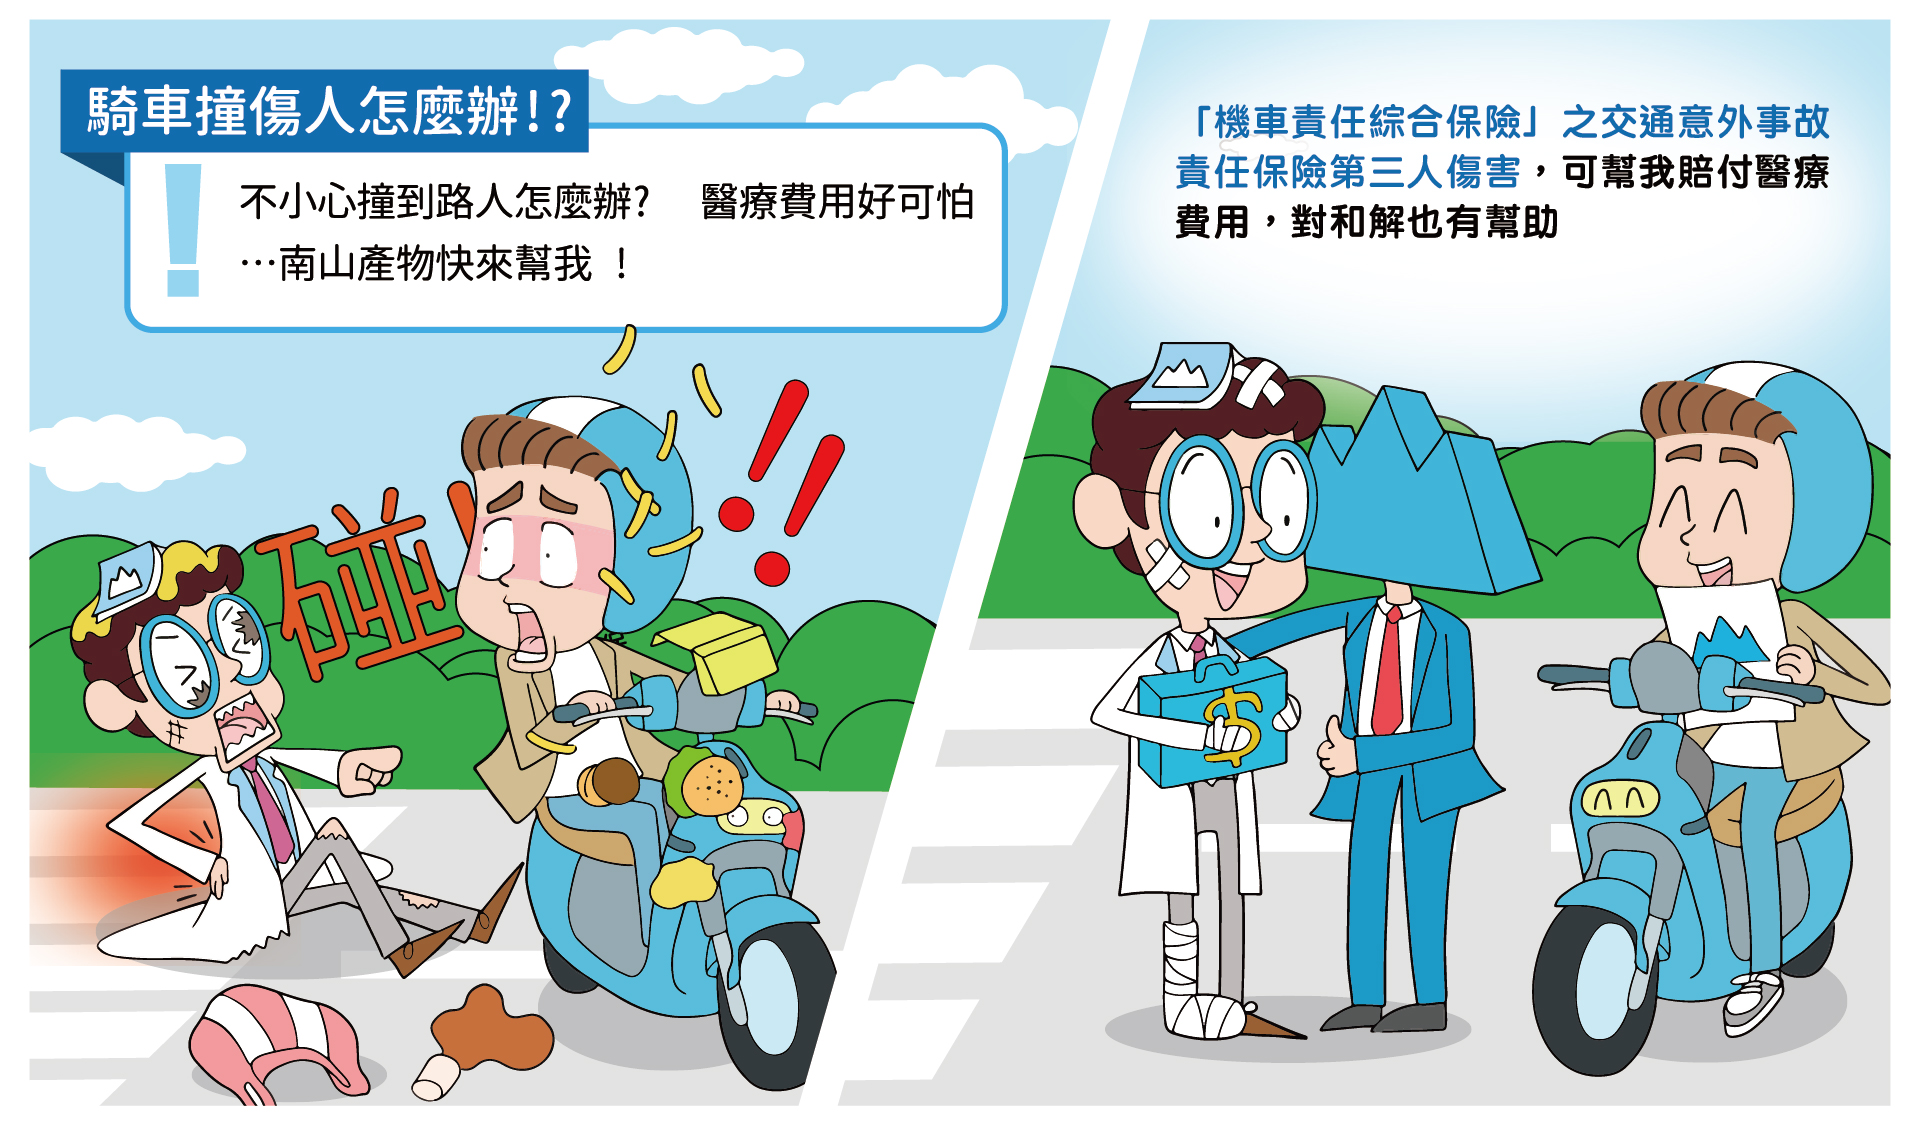 騎車撞傷人怎麼辦!?
不小心撞到路人怎麼辦? 醫療費用好可怕
…南山產物快來幫我 !
碰
「機車責任綜合保險」之交通意外事故
責任保險第三人傷害，可幫我賠付醫療
費用，對和解也有幫助
$